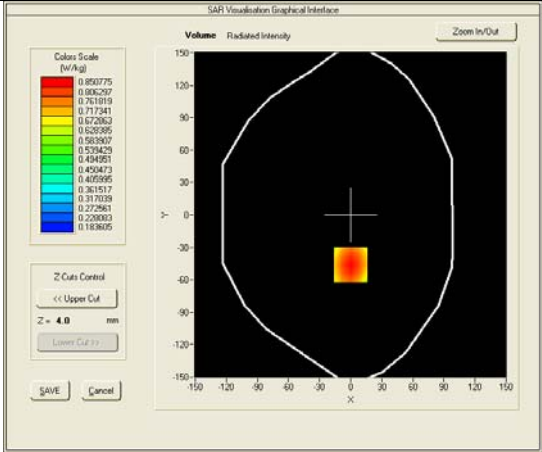 SAR Visualisation Graphical Interface
Volume Radiated Intensity
Zoom In/Out
Colors Scale
(W/kg)
0.850775
0.806297
0.761819
0.717341
0.672863
0.628385
0.583907
0.539429
0.494951
0.450473
0.405995
0.361517
0.317039
0.272561
0.228083
0.183605
Z Cuts Control
<< Upper Cut
Z = 4.0 mm
Lower Cut >>
SAVE Cancel
150
120
90
60
30
0
-30
-60
-90
-120
-150
Y
-150 -120 -90 -60 -30 0 30 60 90 120 150
X